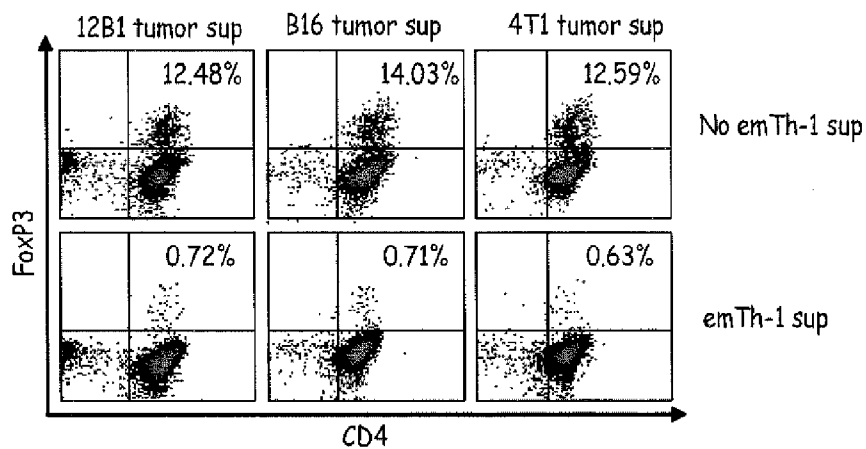 12B1 tumor sup
B16 tumor sup
4T1 tumor sup
12.48%
14.03%
12.59%
No emTh-1 sup
0.72%
0.71%
0.63%
emTh-1 sup
FoxP3
CD4